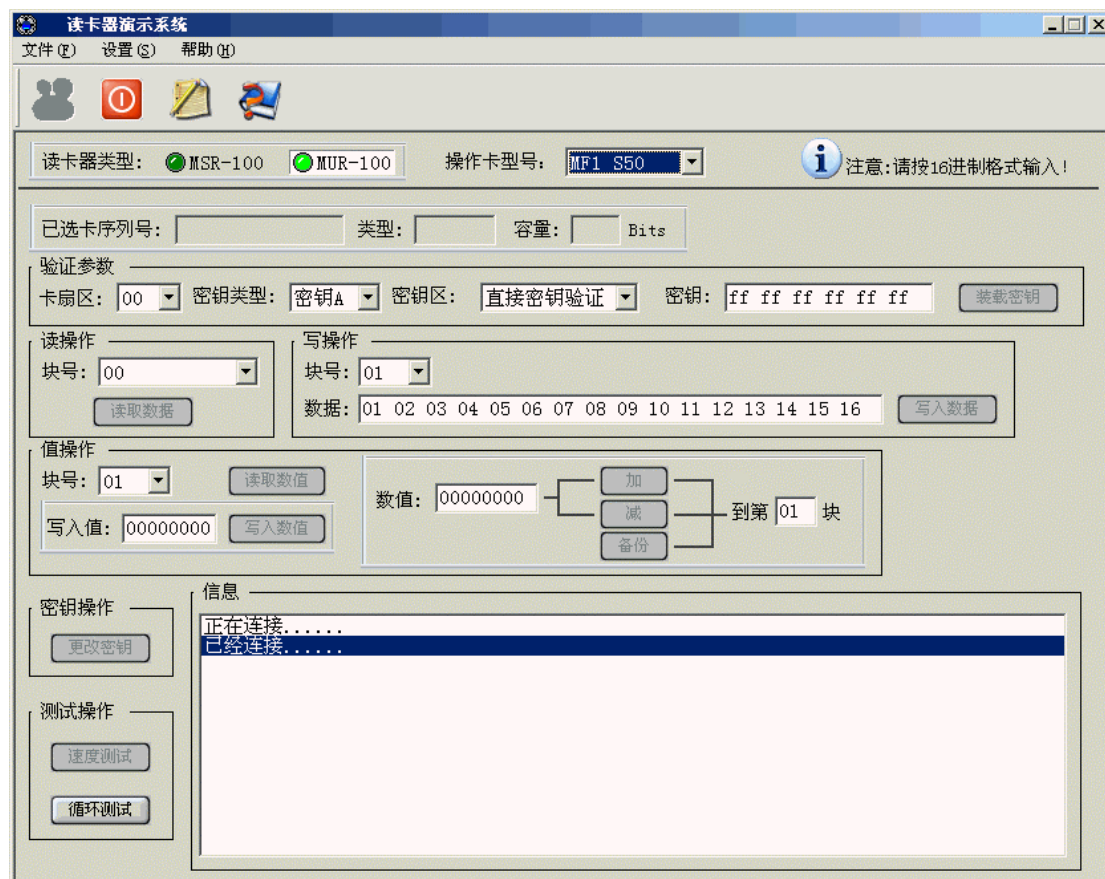 读卡器演示系统
文件(F) 设置(S) 帮助(H)
读卡器类型: MSR-100 MUR-100 操作卡型号: MF1 S50 注意:请按16进制格式输入!
已选卡序列号: 类型: 容量: Bits
验证参数
卡扇区: 00 密钥类型: 密钥A 密钥区: 直接密钥验证 密钥: ff ff ff ff ff ff 装载密钥
读操作 写操作
块号: 00 块号: 01
读取数据 数据: 01 02 03 04 05 06 07 08 09 10 11 12 13 14 15 16 写入数据
值操作
块号: 01 读取数值 加
数值: 00000000 减 到第 01 块
写入值: 00000000 写入数值 备份
密钥操作 信息
更改密钥 正在连接......
已经连接......
测试操作
速度测试
循环测试